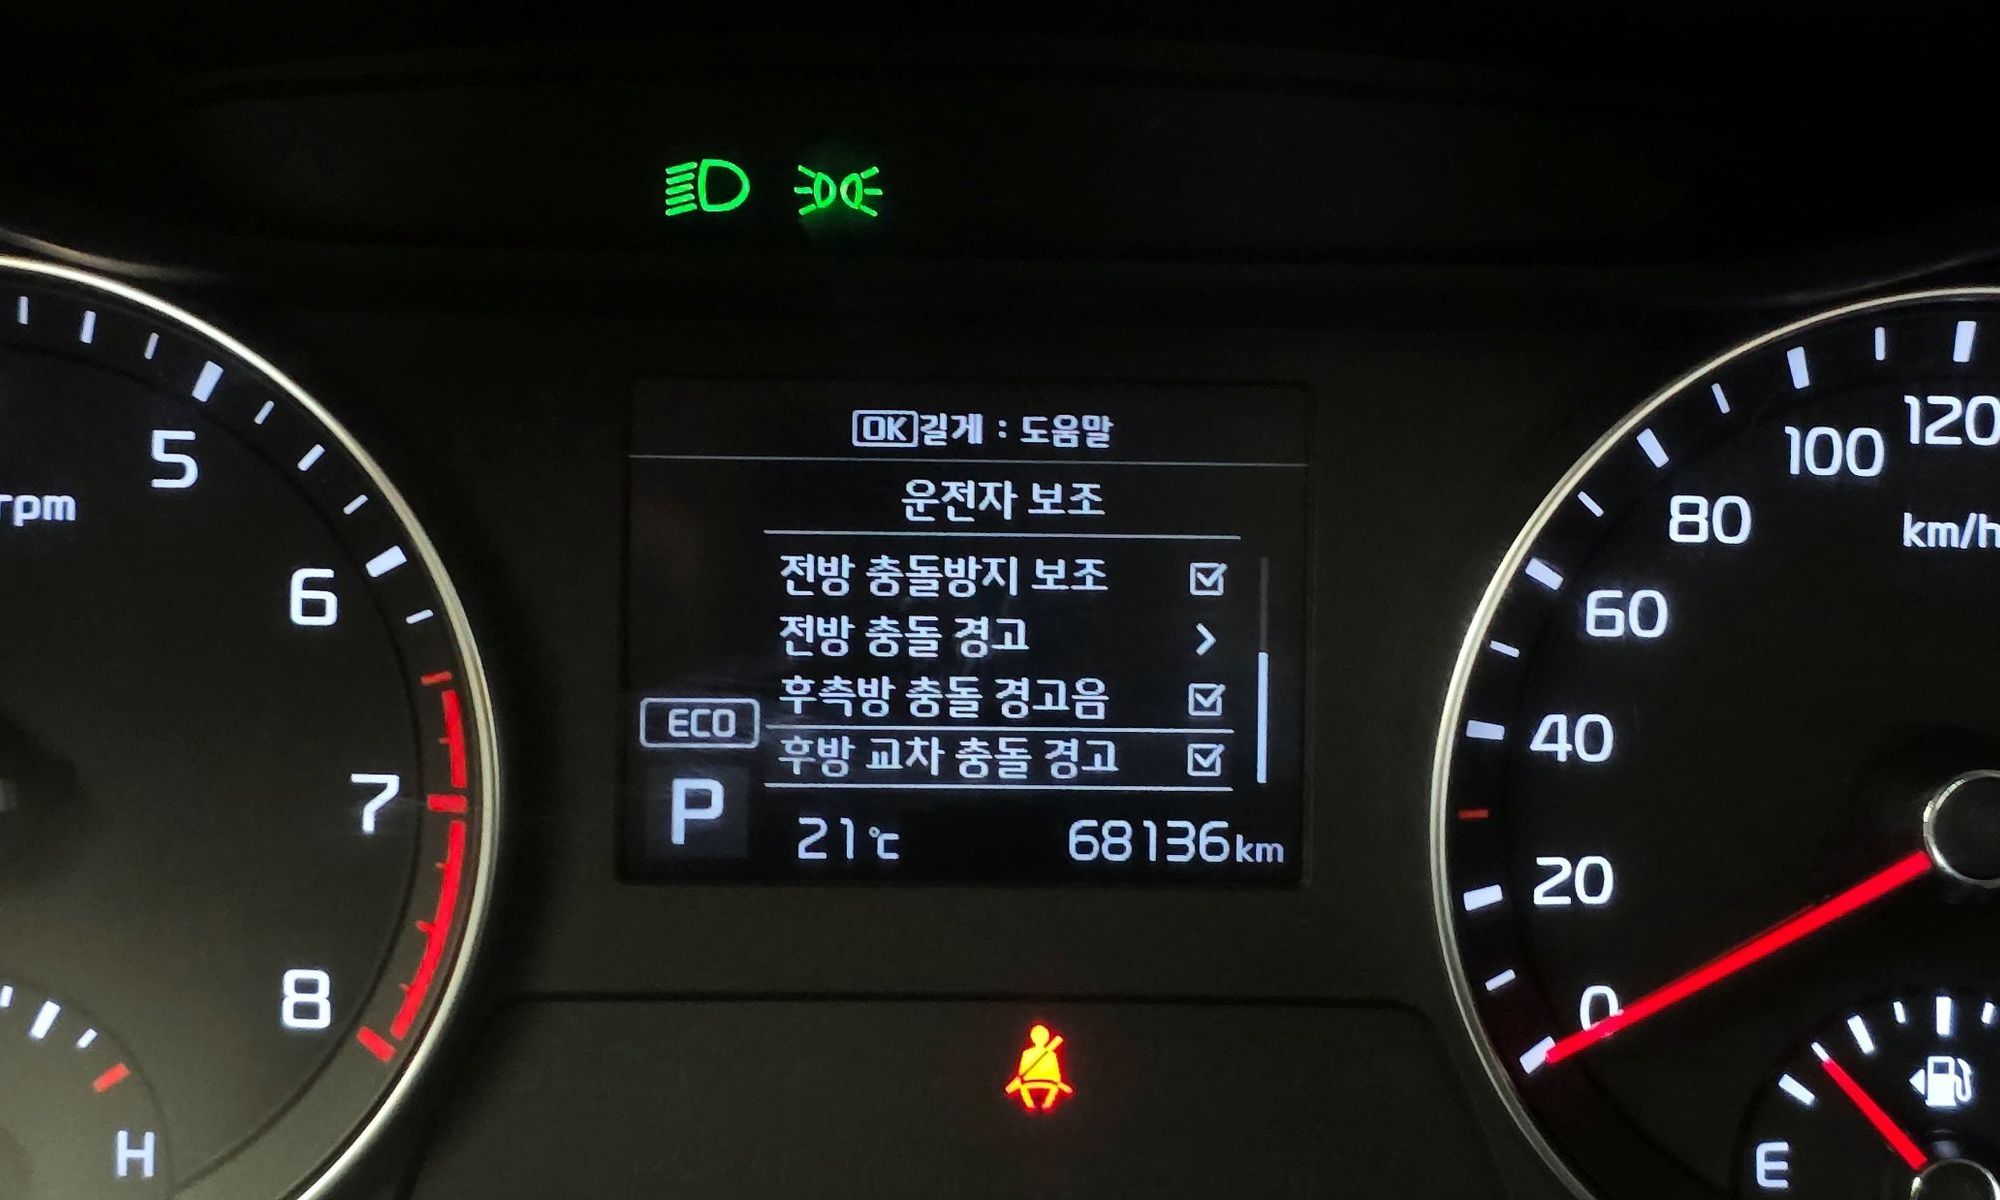 OK길게 : 도움말
운전자 보조
전방 충돌방지 보조
전방 충돌 경고
후측방 충돌 경고음
후방 교차 충돌 경고
ECO
P
21℃ 68136km
5
6
7
8
rpm
H
0
20
40
60
80
100
120
km/h
E